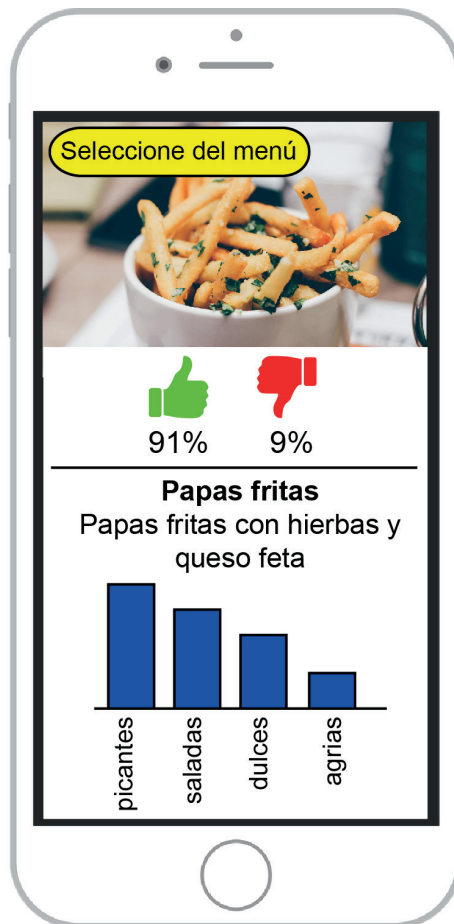 Seleccione del menú
91%
9%
Papas fritas
Papas fritas con hierbas y
queso feta
picantes
saladas
dulces
agrias